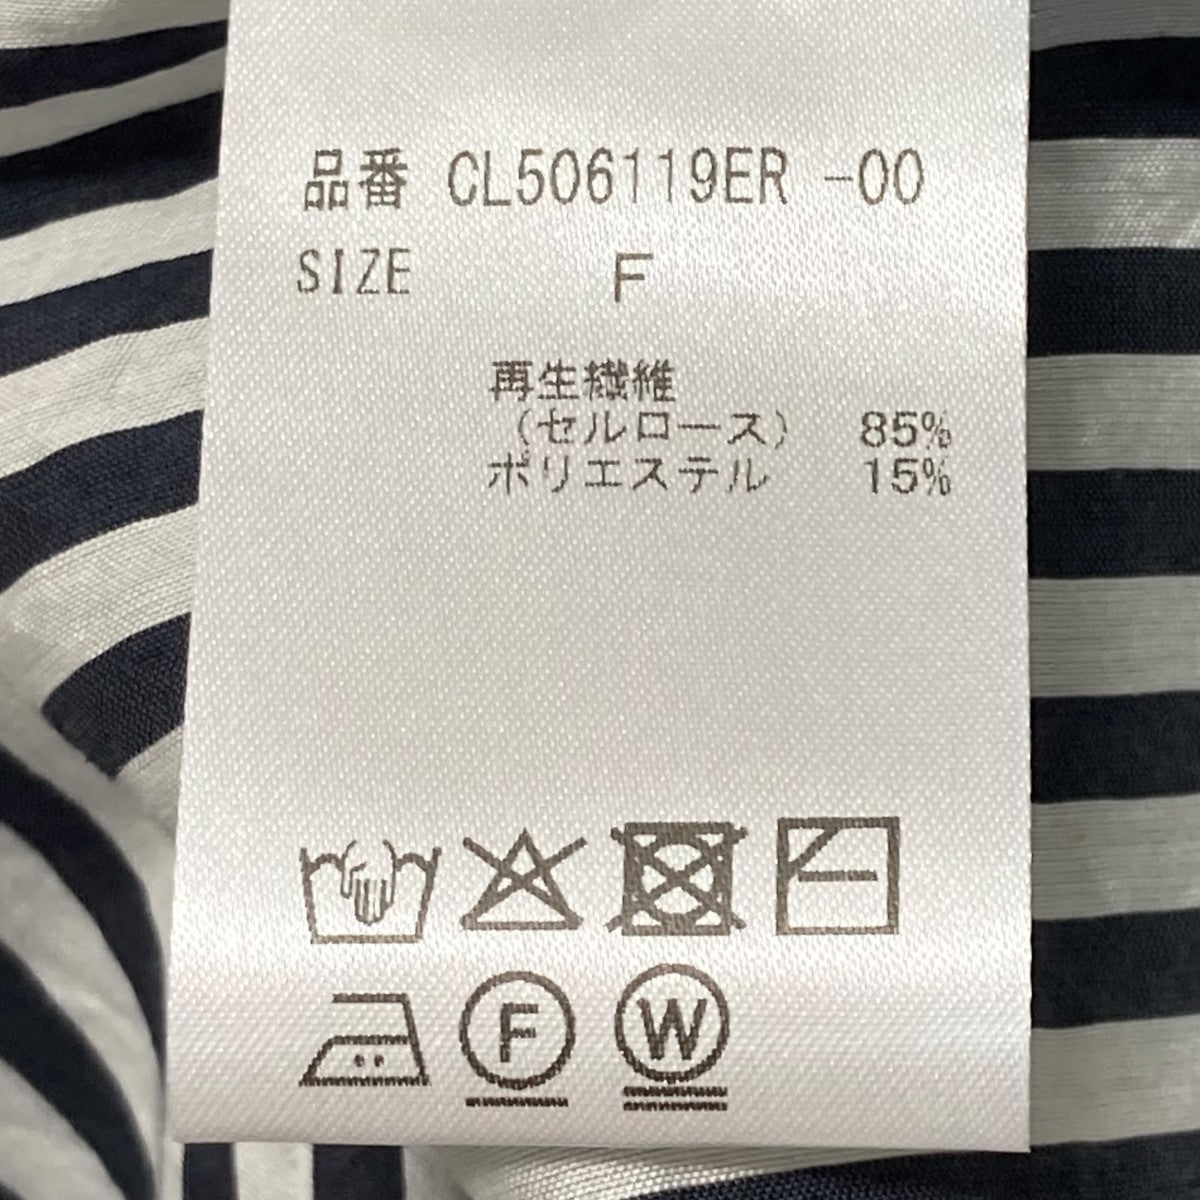 品番 CL506119ER -00
SIZE F
再生繊維
(セルロース) 85%
ポリエステル 15%
F W